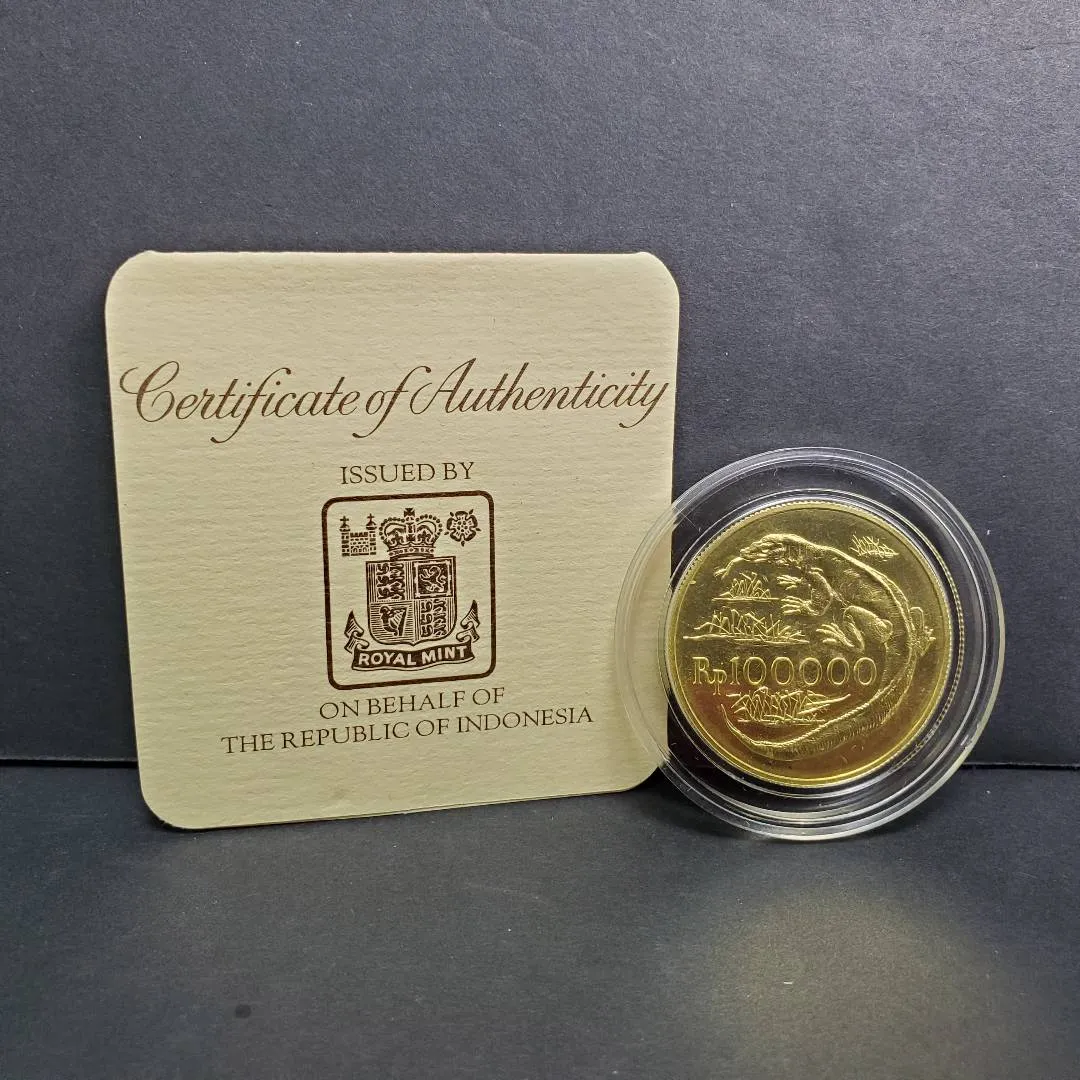 Certificate of Authenticity
ISSUED BY
ROYAL MINT
ON BEHALF OF
THE REPUBLIC OF INDONESIA
Rp100000